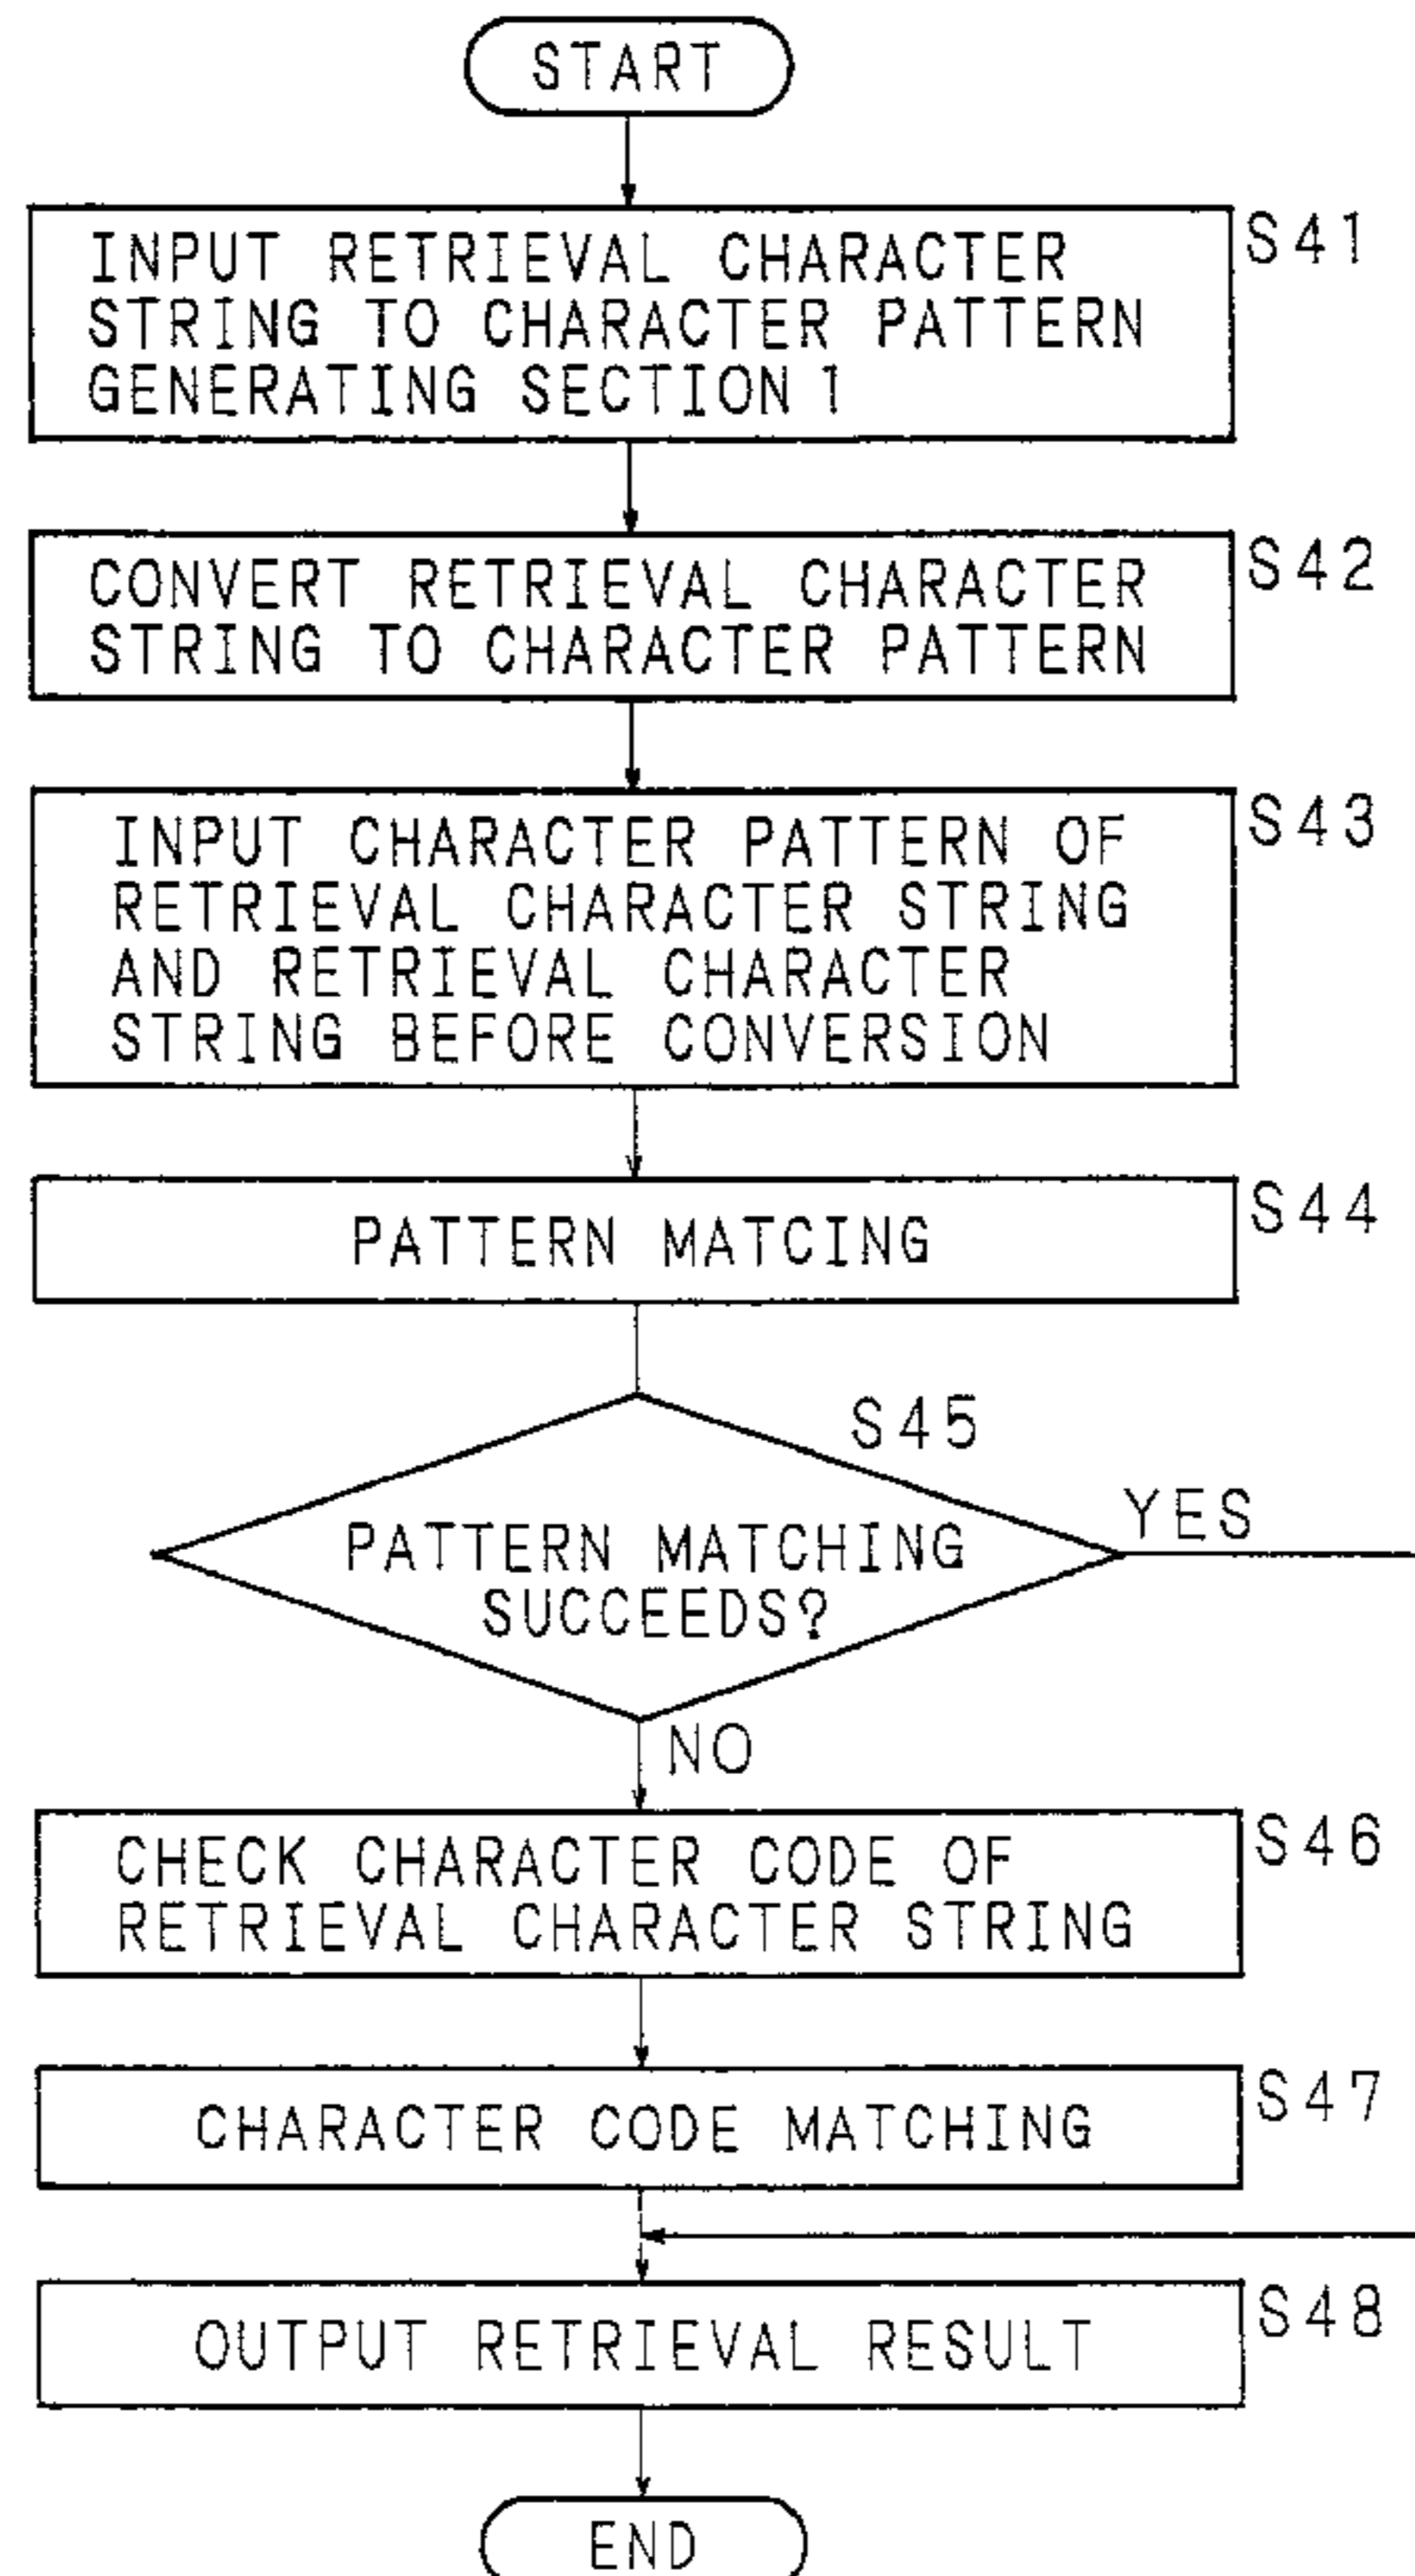 START
S41
INPUT RETRIEVAL CHARACTER
STRING TO CHARACTER PATTERN
GENERATING SECTION 1
S42
CONVERT RETRIEVAL CHARACTER
STRING TO CHARACTER PATTERN
S43
INPUT CHARACTER PATTERN OF
RETRIEVAL CHARACTER STRING
AND RETRIEVAL CHARACTER
STRING BEFORE CONVERSION
S44
PATTERN MATCING
S45
YES
PATTERN MATCHING
SUCCEEDS?
NO
S46
CHECK CHARACTER CODE OF
RETRIEVAL CHARACTER STRING
S47
CHARACTER CODE MATCHING
S48
OUTPUT RETRIEVAL RESULT
END